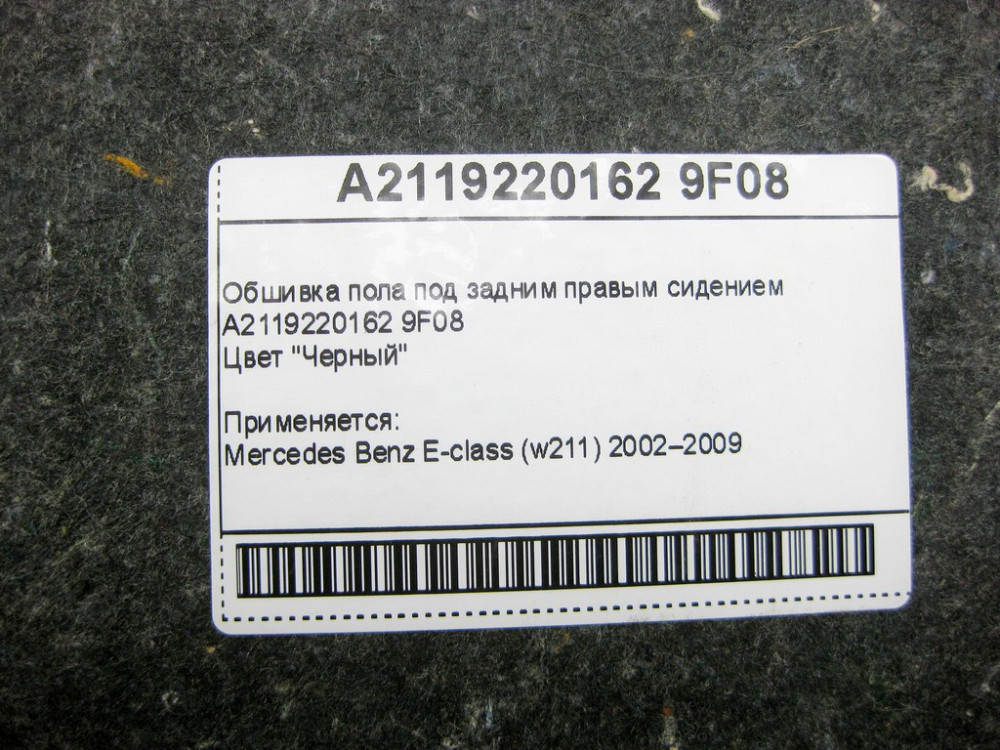 A2119220162 9F08
Обшивка пола под задним правым сидением
A2119220162 9F08
Цвет "Черный"
Применяется:
Mercedes Benz E-class (w211) 2002–2009